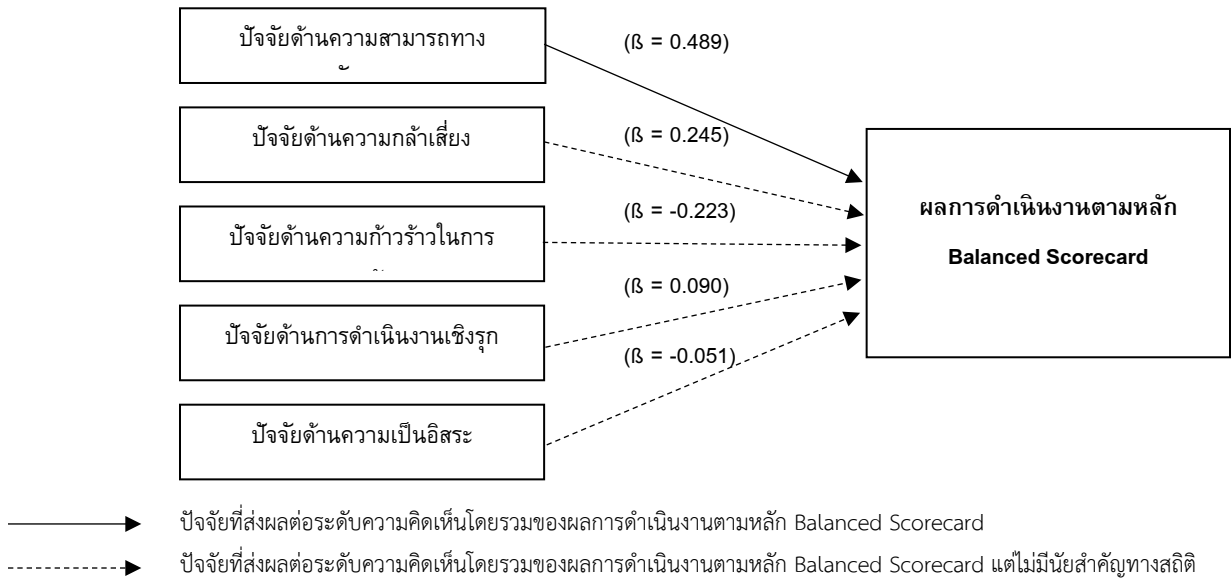 ปัจจัยด้านความสามารถทาง
(ß = 0.489)
ปัจจัยด้านความกล้าเสี่ยง
(ß = 0.245)
ปัจจัยด้านความก้าวร้าวในการ
(ß = -0.223)
ปัจจัยด้านการดำเนินงานเชิงรุก
(ß = 0.090)
ปัจจัยด้านความเป็นอิสระ
(ß = -0.051)
ผลการดำเนินงานตามหลัก
Balanced Scorecard
ปัจจัยที่ส่งผลต่อระดับความคิดเห็นโดยรวมของผลการดำเนินงานตามหลัก Balanced Scorecard
ปัจจัยที่ส่งผลต่อระดับความคิดเห็นโดยรวมของผลการดำเนินงานตามหลัก Balanced Scorecard แต่ไม่มีนัยสำคัญทางสถิติ